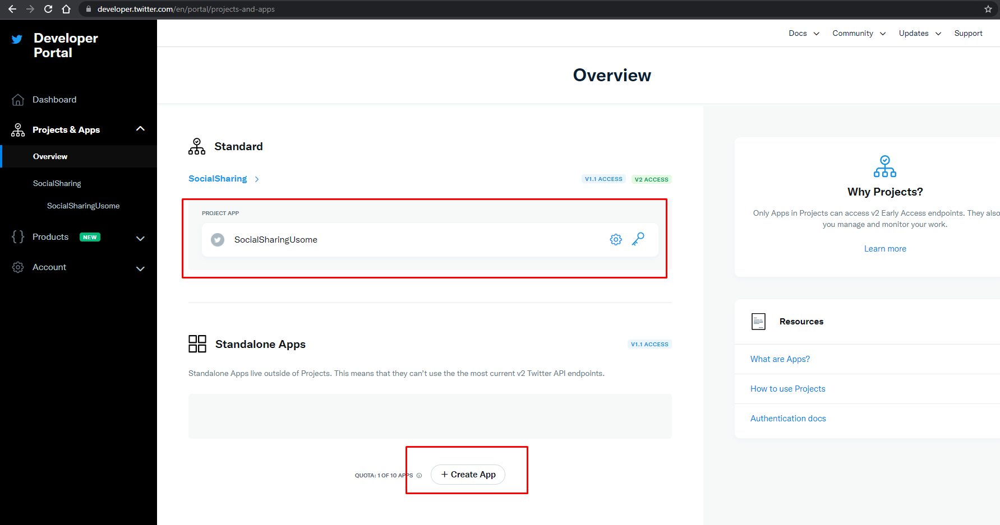 developer.twitter.com/en/portal/projects-and-apps
Developer
Portal
Dashboard
Projects & Apps
Overview
SocialSharing
SocialSharingUsome
Products NEW
Account
Docs Community Updates Support
Overview
Standard
SocialSharing
V1.1 ACCESS V2 ACCESS
PROJECT APP
SocialSharingUsome
Standalone Apps
V1.1 ACCESS
Standalone Apps live outside of Projects. This means that they can’t use the the most current v2 Twitter API endpoints.
QUOTA: 1 OF 10 APPS
+ Create App
Why Projects?
Only Apps in Projects can access v2 Early Access endpoints. They also
you manage and monitor your work.
Learn more
Resources
What are Apps?
How to use Projects
Authentication docs